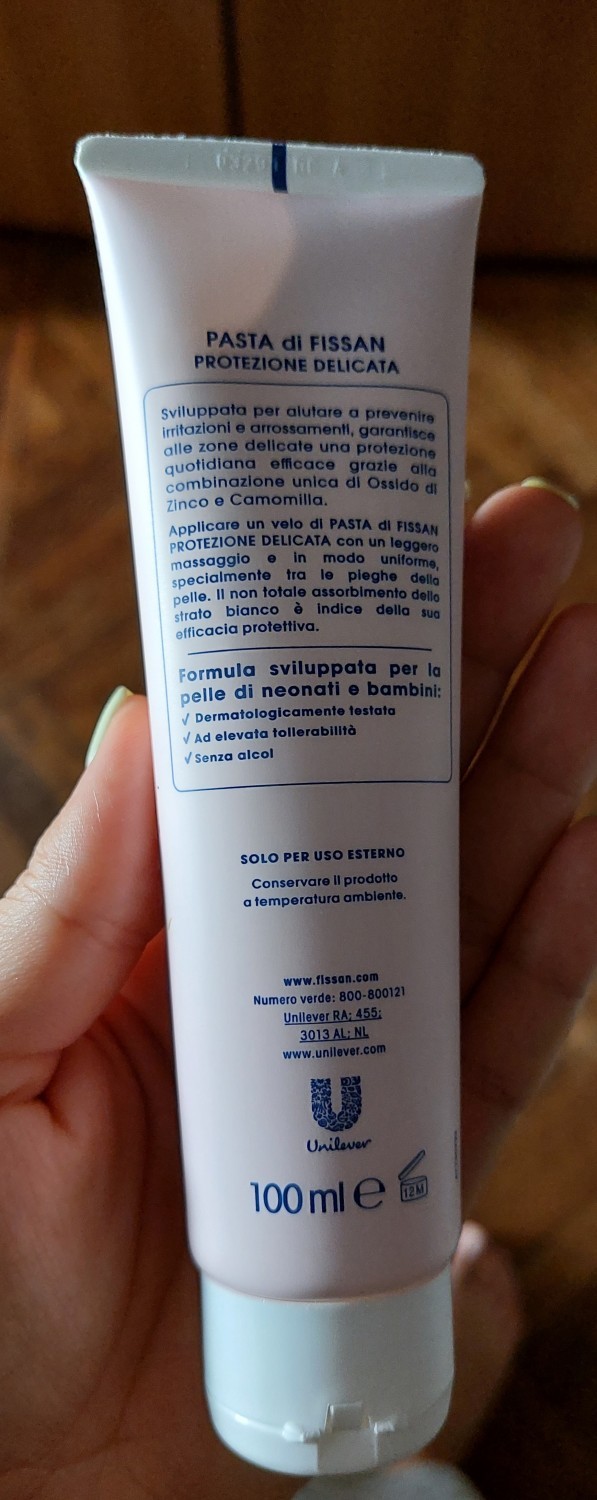 PASTA di FISSAN
PROTEZIONE DELICATA
Sviluppata per aiutare a prevenire
irritazioni e arrossamenti, garantisce
alle zone delicate una protezione
quotidiana efficace grazie alla
combinazione unica di Ossido di
Zinco e Camomilla.
Applicare un velo di PASTA di FISSAN
PROTEZIONE DELICATA con un leggero
massaggio e in modo uniforme,
specialmente tra le pieghe della
pelle. Il non totale assorbimento dello
strato bianco è indice della sua
efficacia protettiva.
Formula sviluppata per la
pelle di neonati e bambini:
√ Dermatologicamente testata
√ Ad elevata tollerabilità
√ Senza alcol
SOLO PER USO ESTERNO
Conservare il prodotto
a temperatura ambiente.
www.fissan.com
Numero verde: 800-800121
Unilever RA; 455;
3013 AL; NL
www.unilever.com
Unilever
100 ml e 12M